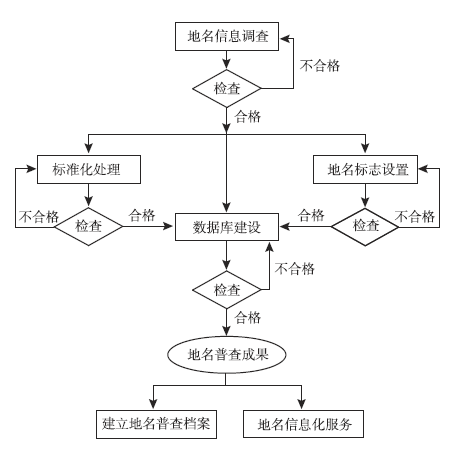 地名信息调查
不合格
检查
合格
标准化处理
地名标志设置
不合格
检查
合格
数据库建设
合格
检查
不合格
不合格
检查
合格
地名普查成果
建立地名普查档案
地名信息化服务